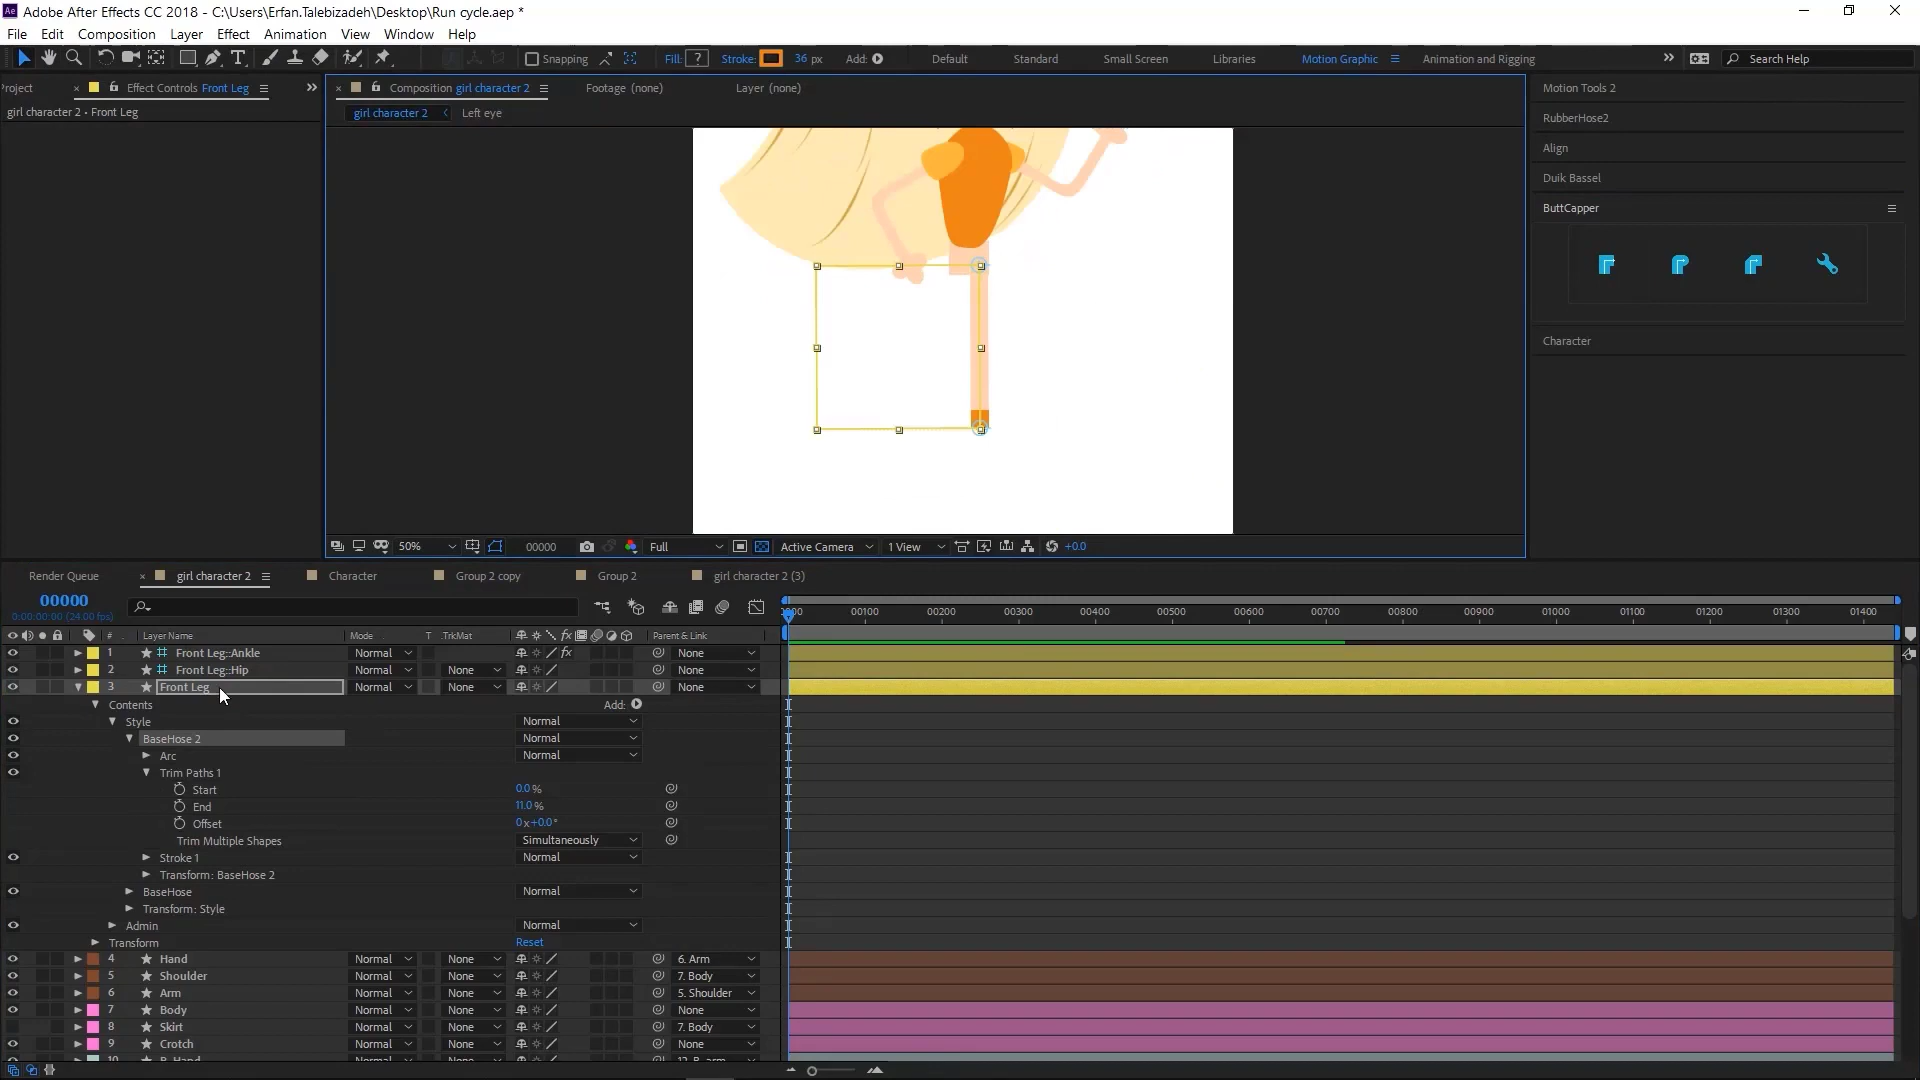 Adobe After Effects CC 2018 - C:\Users\Erfan.Talebizadeh\Desktop\Run cycle.aep *
File Edit Composition Layer Effect Animation View Window Help
Snapping Fill: ? Stroke: 36 px Add: Default Standard Small Screen Libraries Motion Graphic Animation and Rigging Search Help
roject Effect Controls Front Leg Composition girl character 2 Footage (none) Layer (none) Motion Tools 2
girl character 2 • Front Leg girl character 2 Left eye
RubberHose2
Align
Duik Bassel
ButtCapper
Character
50% 00000 Full Active Camera 1 View +0.0
Render Queue girl character 2 Character Group 2 copy Group 2 girl character 2 (3)
00000
0:00:00:00 (24.00 fps)
00100 00200 00300 00400 00500 00600 00700 00800 00900 01000 01100 01200 01300 01400
# Layer Name Mode T .TrkMat fx Parent & Link
1 Front Leg::Ankle Normal fx None
2 Front Leg::Hip Normal None None
3 Front Leg Normal None None
Contents Add:
Style Normal
BaseHose 2 Normal
Arc Normal
Trim Paths 1
Start 0.0 %
End 11.0 %
Offset 0 x +0.0 °
Trim Multiple Shapes Simultaneously
Stroke 1 Normal
Transform: BaseHose 2
BaseHose Normal
Transform: Style
Admin Normal
Transform Reset
4 Hand Normal None 6. Arm
5 Shoulder Normal None 7. Body
6 Arm Normal None 5. Shoulder
7 Body Normal None None
8 Skirt Normal None 7. Body
9 Crotch Normal None None